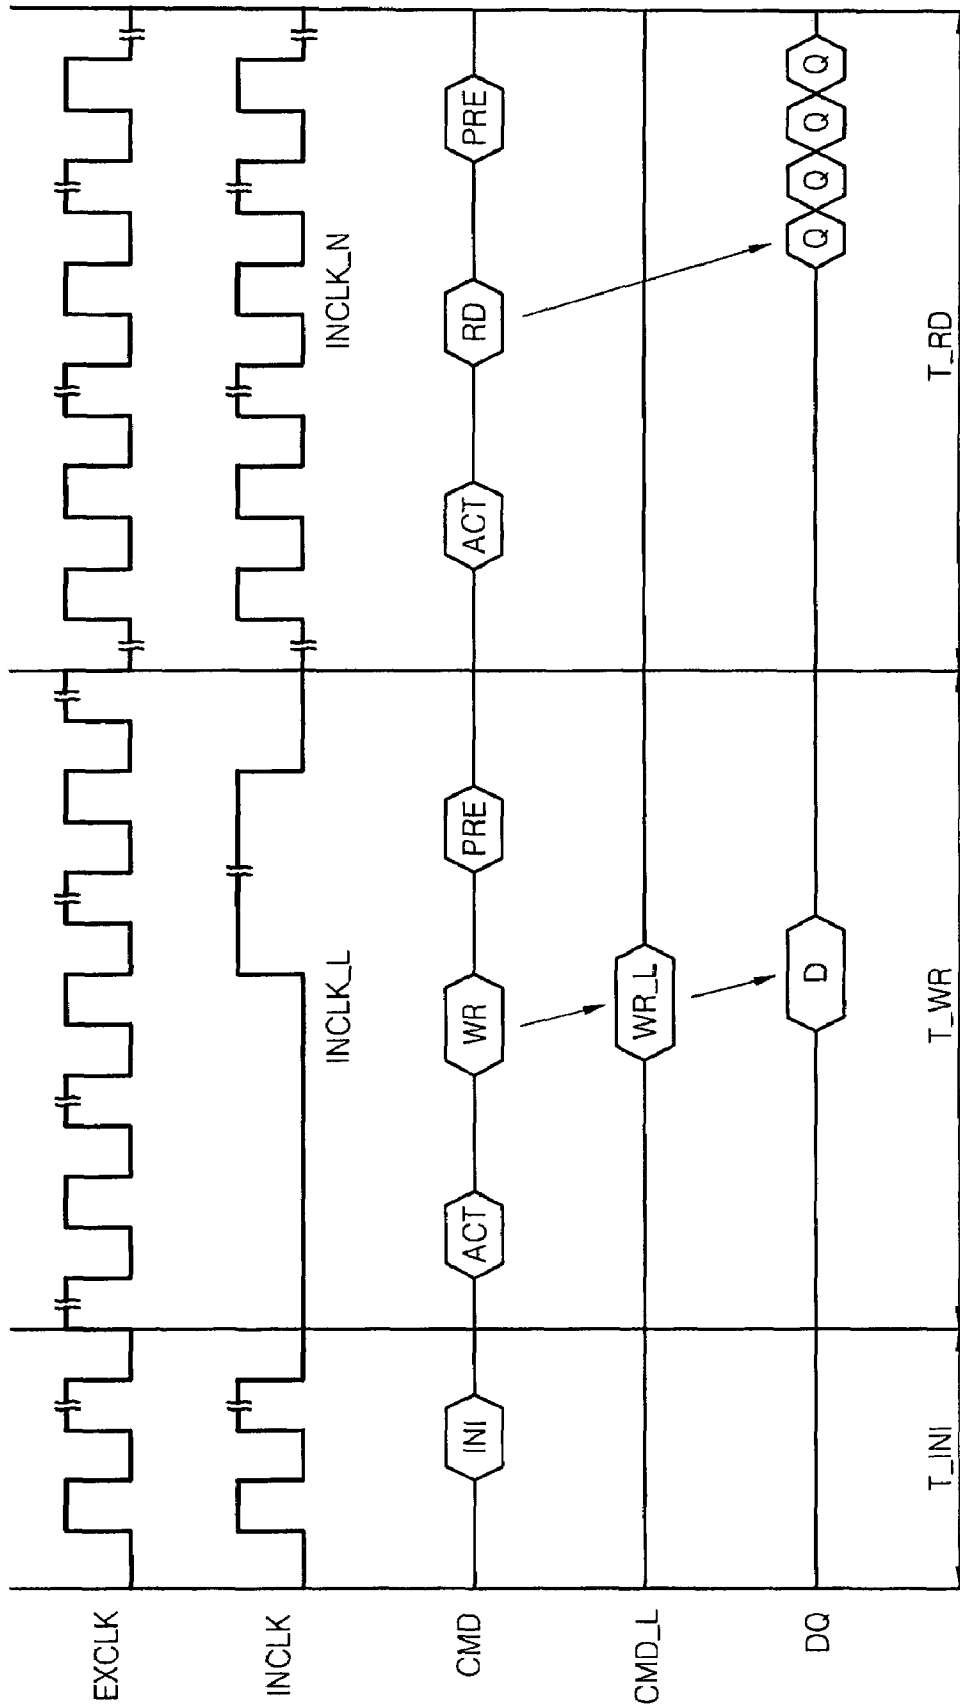 EXCLK
INCLK
INCLK_L
INCLK_N
CMD
INI
ACT
WR
PRE
ACT
RD
PRE
CMD_L
WR_L
DQ
D
Q
Q
Q
Q
T_INI
T_WR
T_RD